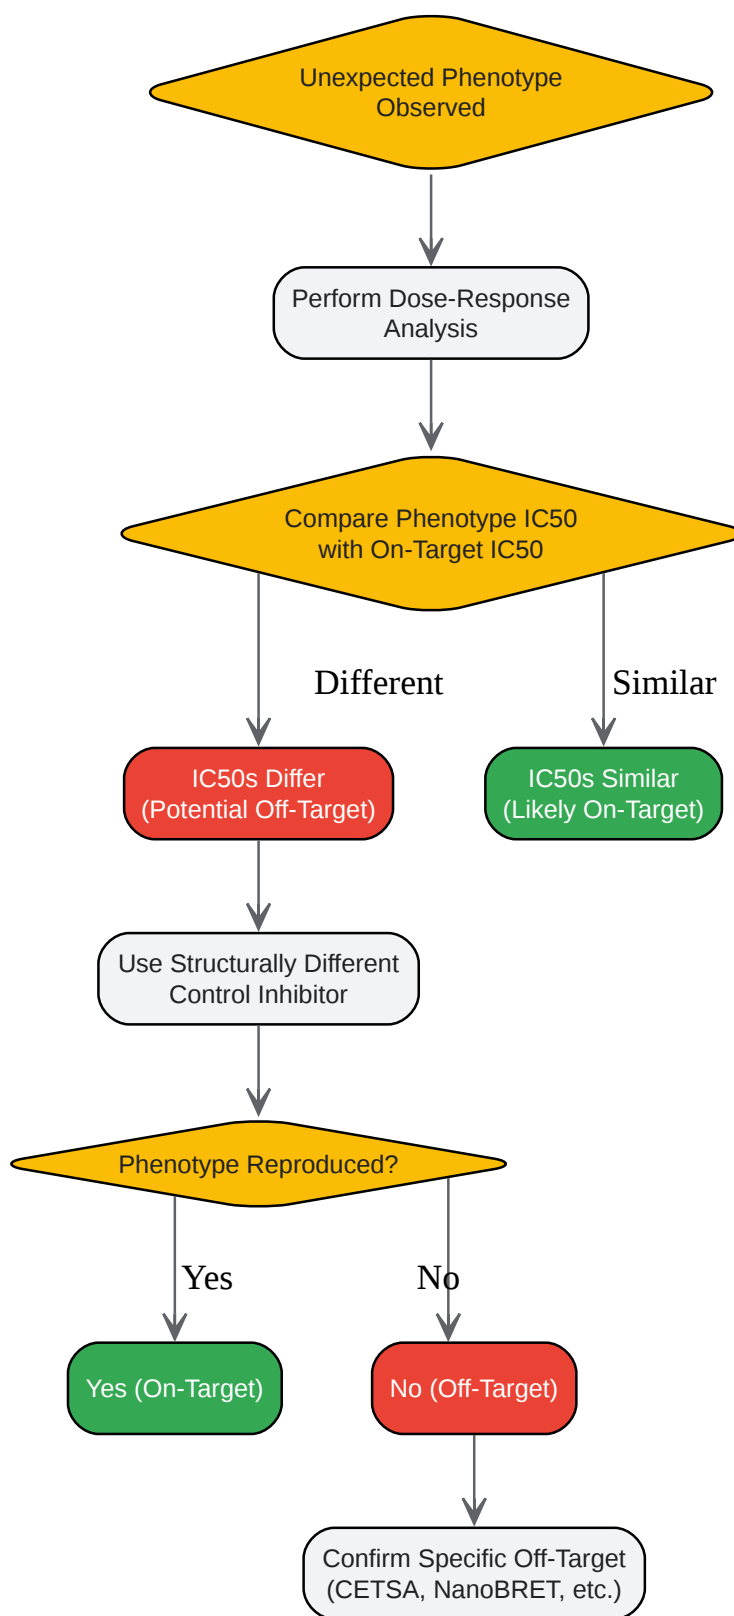 Unexpected Phenotype
Observed
Perform Dose-Response
Analysis
Compare Phenotype IC50
with On-Target IC50
Different
Similar
IC50s Differ
(Potential Off-Target)
IC50s Similar
(Likely On-Target)
Use Structurally Different
Control Inhibitor
Phenotype Reproduced?
Yes
No
Yes (On-Target)
No (Off-Target)
Confirm Specific Off-Target
(CETSA, NanoBRET, etc.)